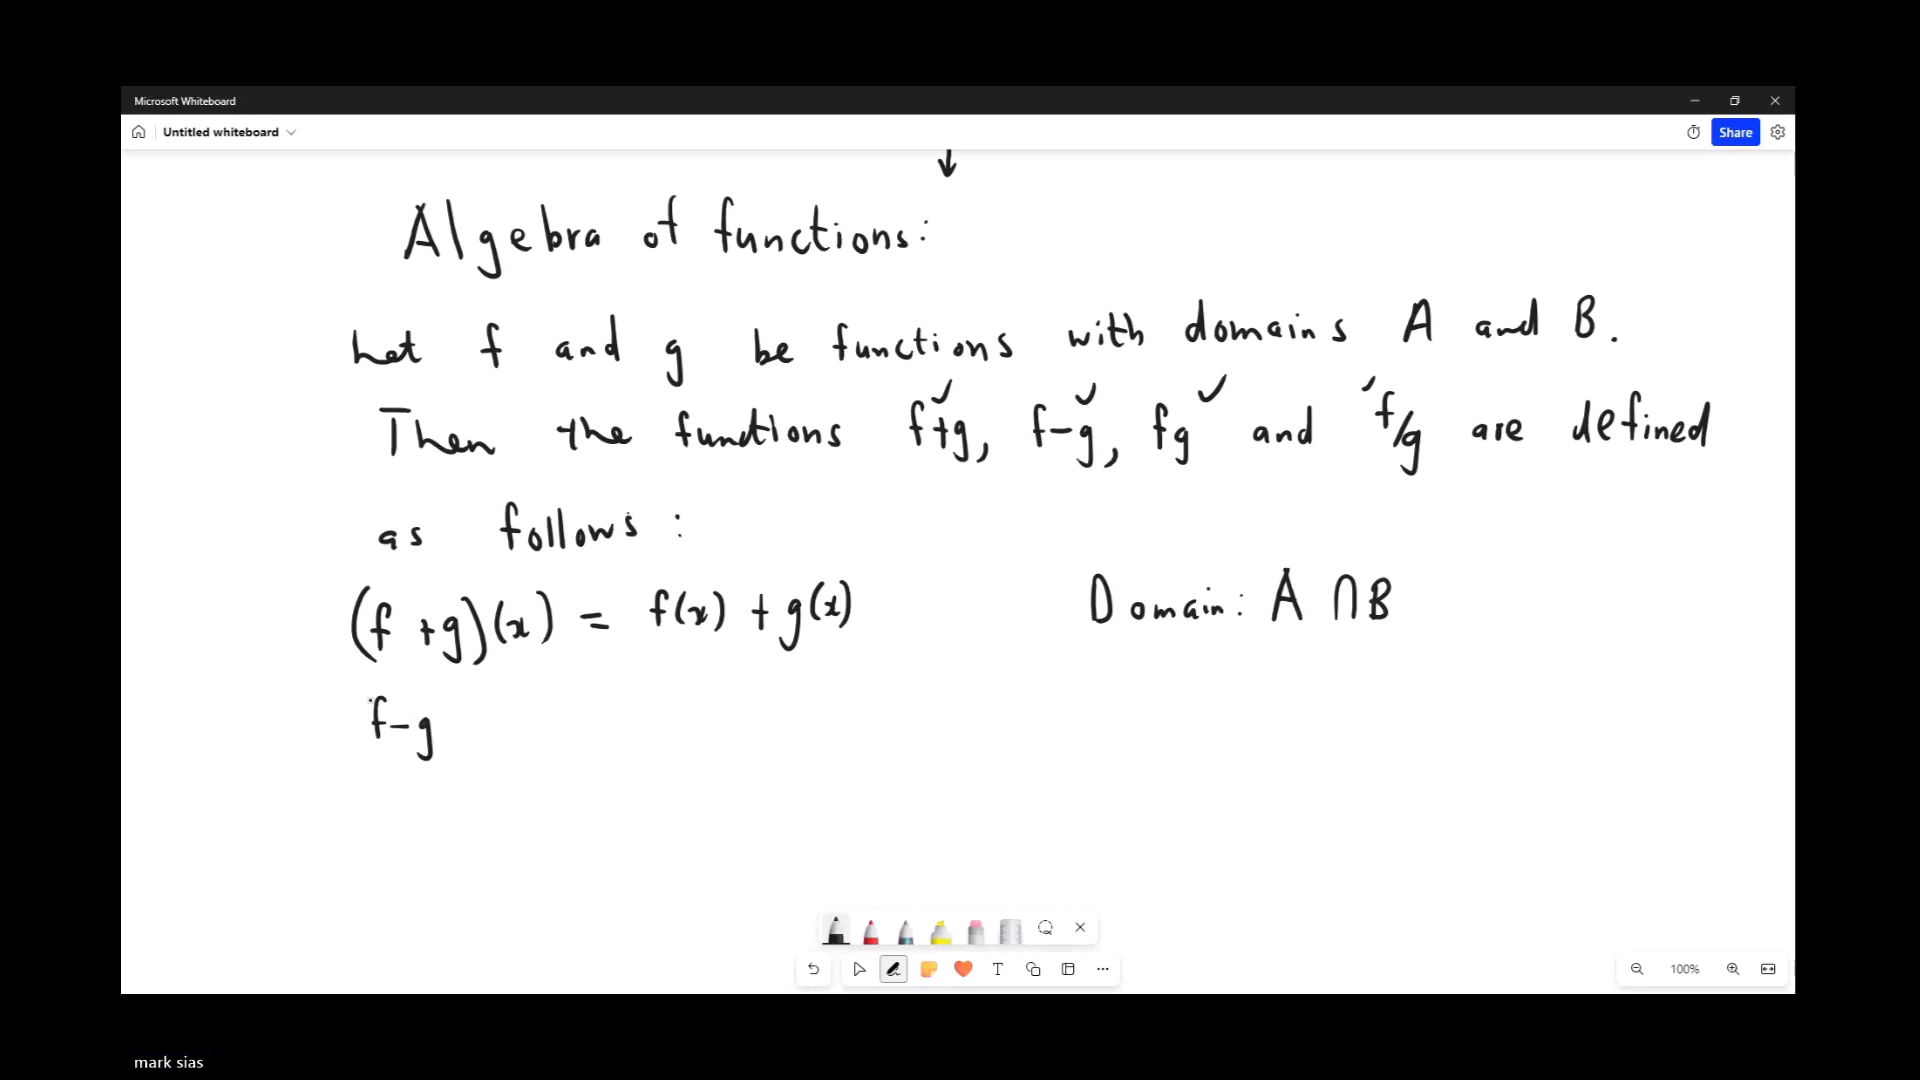 Microsoft Whiteboard
Untitled whiteboard
Share
Algebra of functions:
Let f and g be functions with domains A and B.
Then the functions f+g, f-g, fg and f/g are defined
as follows:
(f+g)(x) = f(x) + g(x) Domain: A ∩ B
f-g
T
100%
mark sias